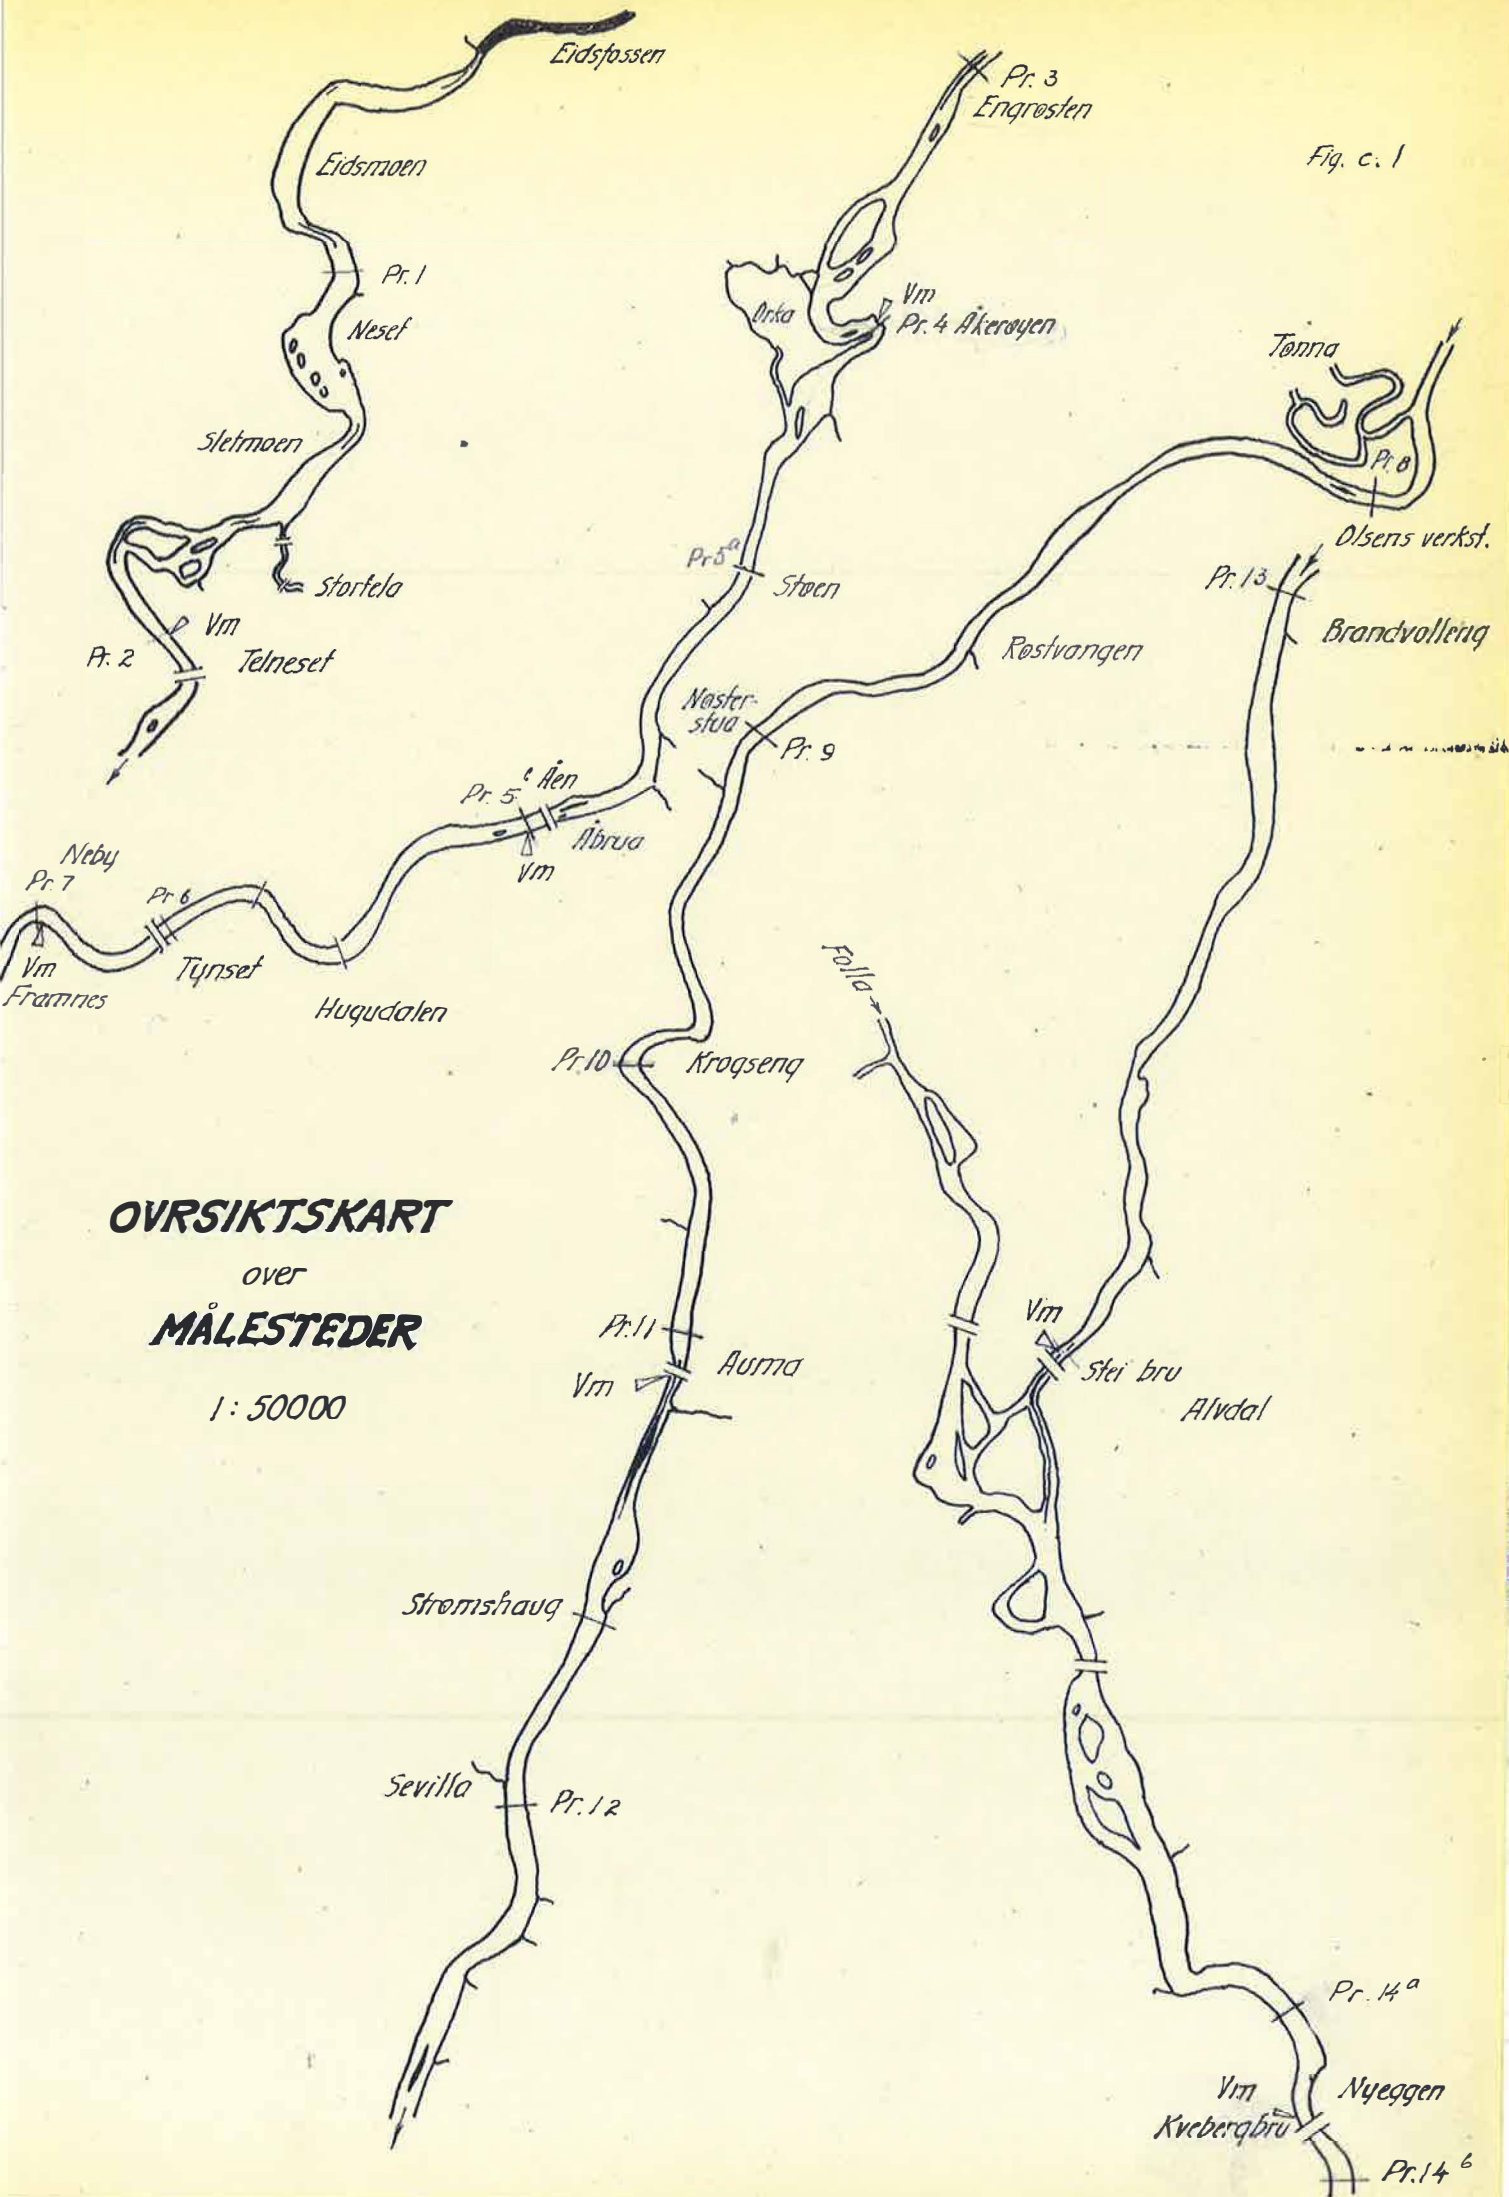 Eidsfossen
Pr. 3
Engrosten
Fig. c. 1
Eidsmoen
Pr. 1
Neset
Orka
Vm
Pr. 4 Åkerøyen
Tønna
Sletmoen
Pr. 8
Olsens verkst.
Pr 5a
Støen
Pr. 13
Stortela
Vm
Pr. 2
Telneset
Brandvolleng
Røstvangen
Nøster-
stua
Pr. 9
Åen
Pr. 5
Åbrua
Vm
Neby
Pr. 7
Pr 6
Vm
Framnes
Tynset
Hugudalen
Folla
Pr. 10
Krogseng
OVRSIKTSKART
over
MÅLESTEDER
1 : 50000
Pr. 11
Auma
Vm
Vm
Stei bru
Alvdal
Strømshaug
Sevilla
Pr. 12
Pr. 14a
Vm
Nyeggen
Kvebergbru
Pr. 14b